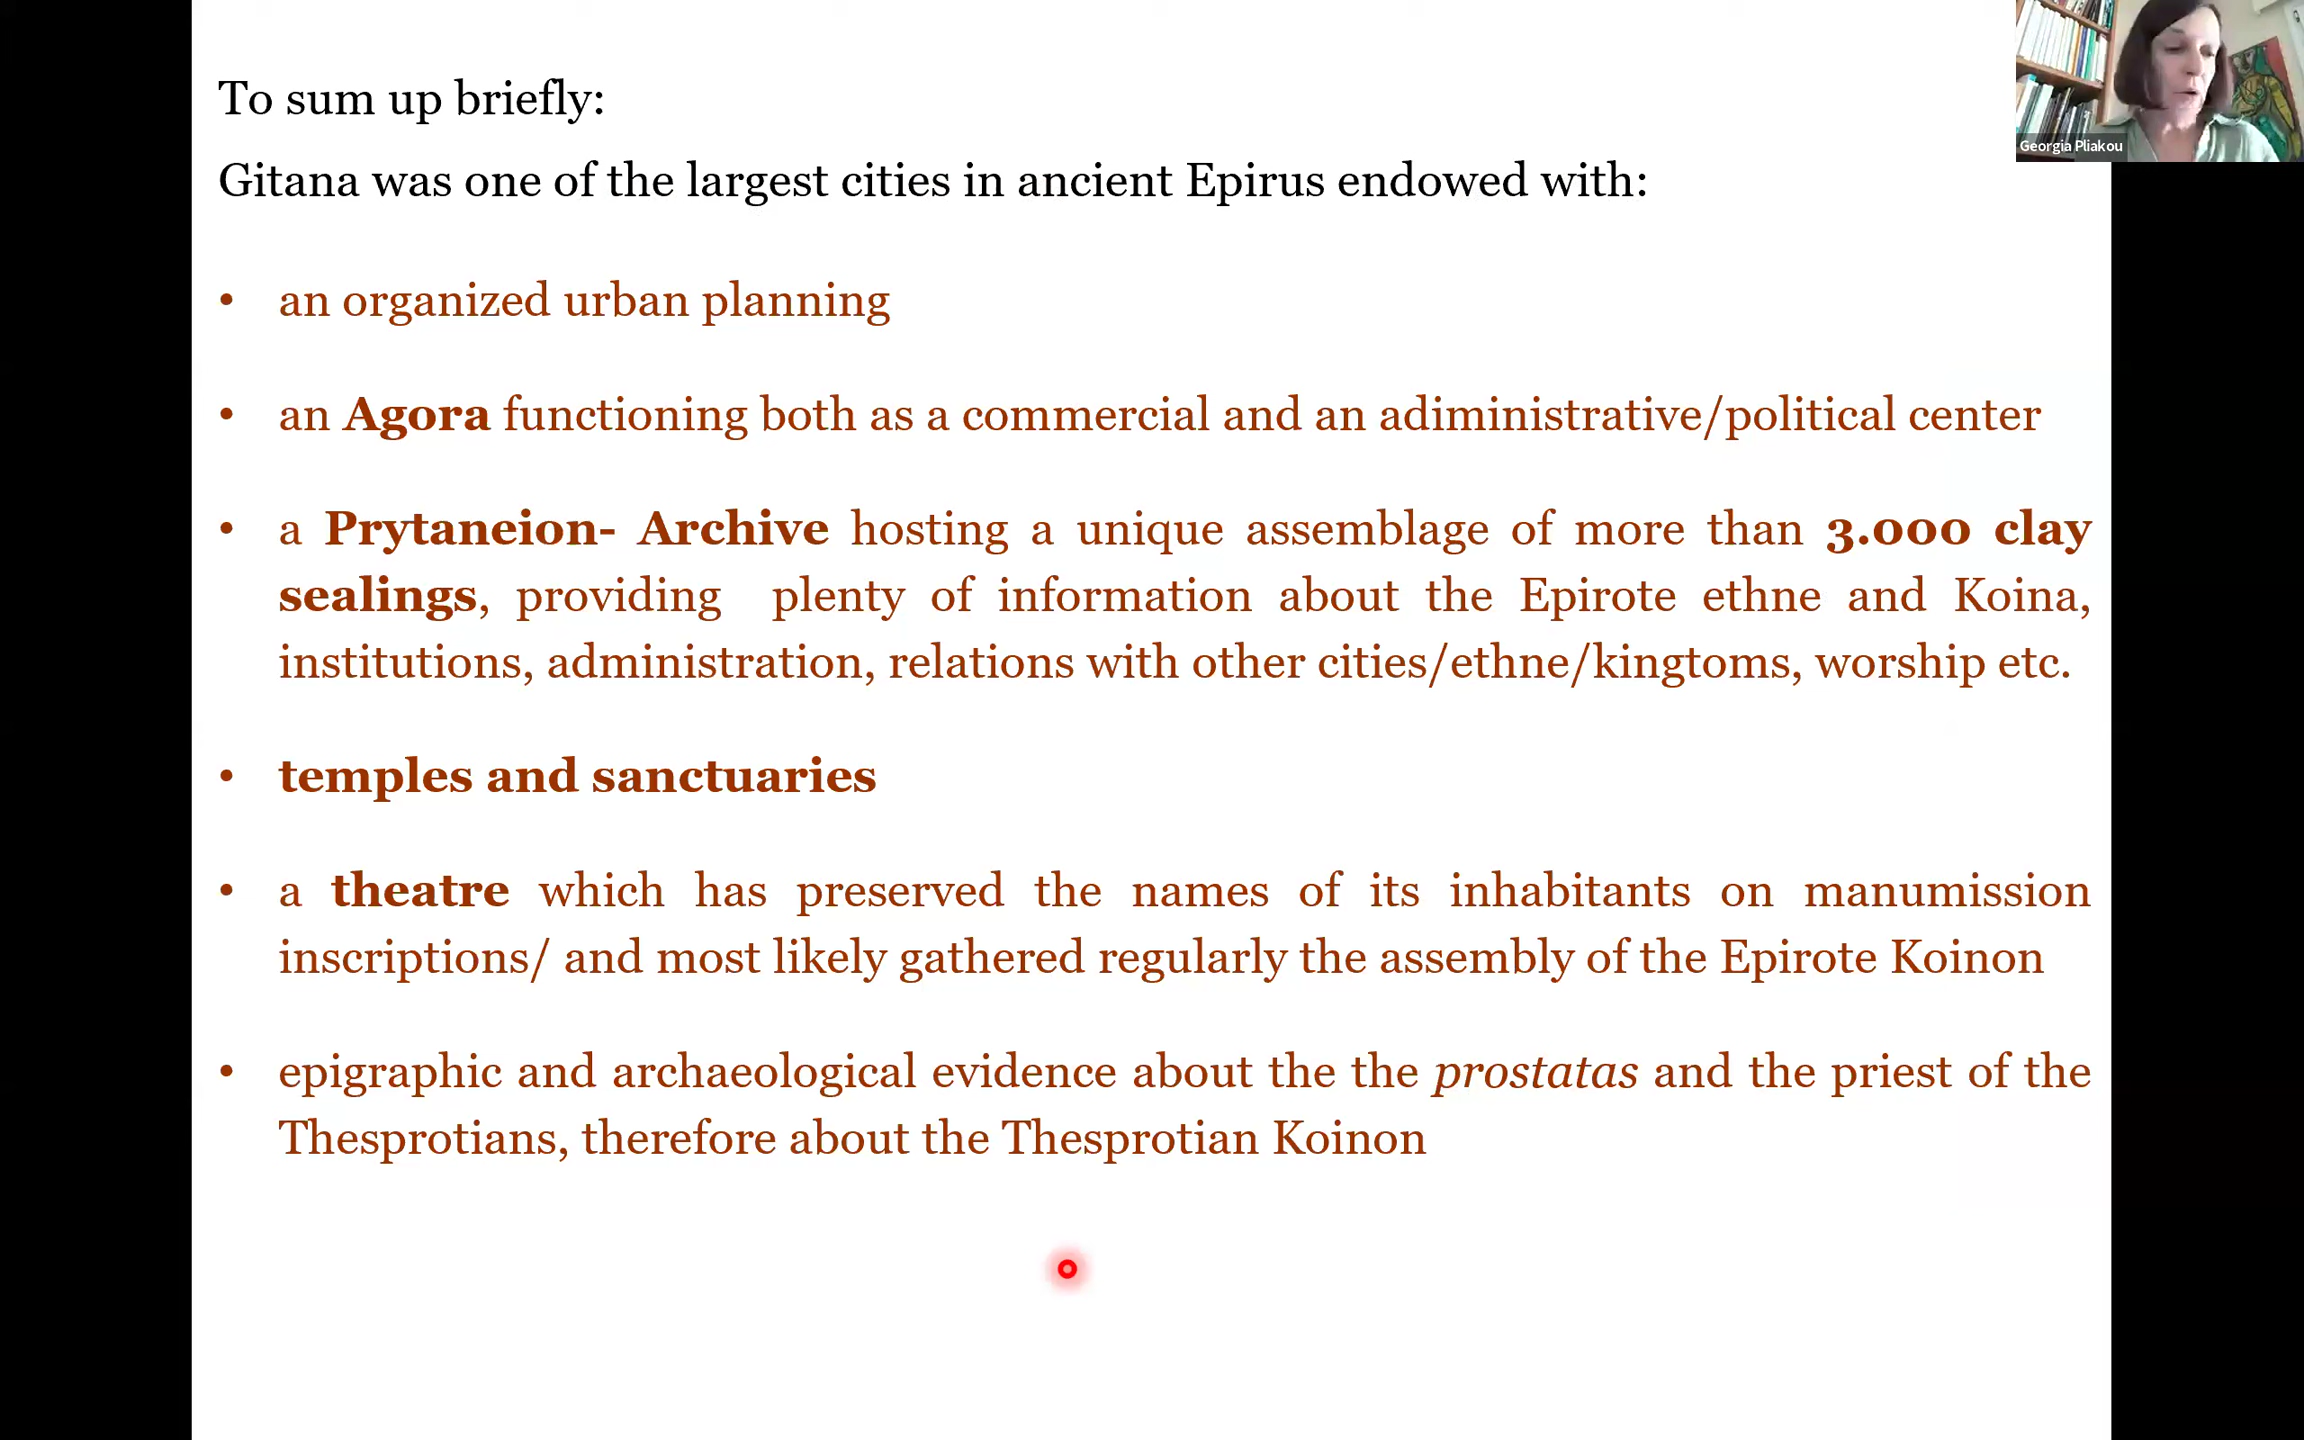 To sum up briefly:
Georgia Pliakou
Gitana was one of the largest cities in ancient Epirus endowed with:
• an organized urban planning
• an Agora functioning both as a commercial and an adiministrative/political center
• a Prytaneion- Archive hosting a unique assemblage of more than 3.000 clay
sealings, providing plenty of information about the Epirote ethne and Koina,
institutions, administration, relations with other cities/ethne/kingtoms, worship etc.
• temples and sanctuaries
• a theatre which has preserved the names of its inhabitants on manumission
inscriptions/ and most likely gathered regularly the assembly of the Epirote Koinon
• epigraphic and archaeological evidence about the the prostatas and the priest of the
Thesprotians, therefore about the Thesprotian Koinon